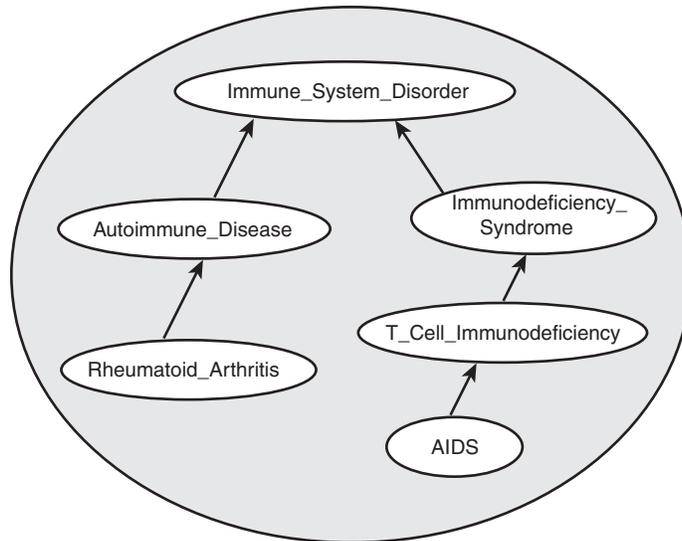 Immune_System_Disorder
Autoimmune_Disease
Immunodeficiency_
Syndrome
T_Cell_Immunodeficiency
Rheumatoid_Arthritis
AIDS